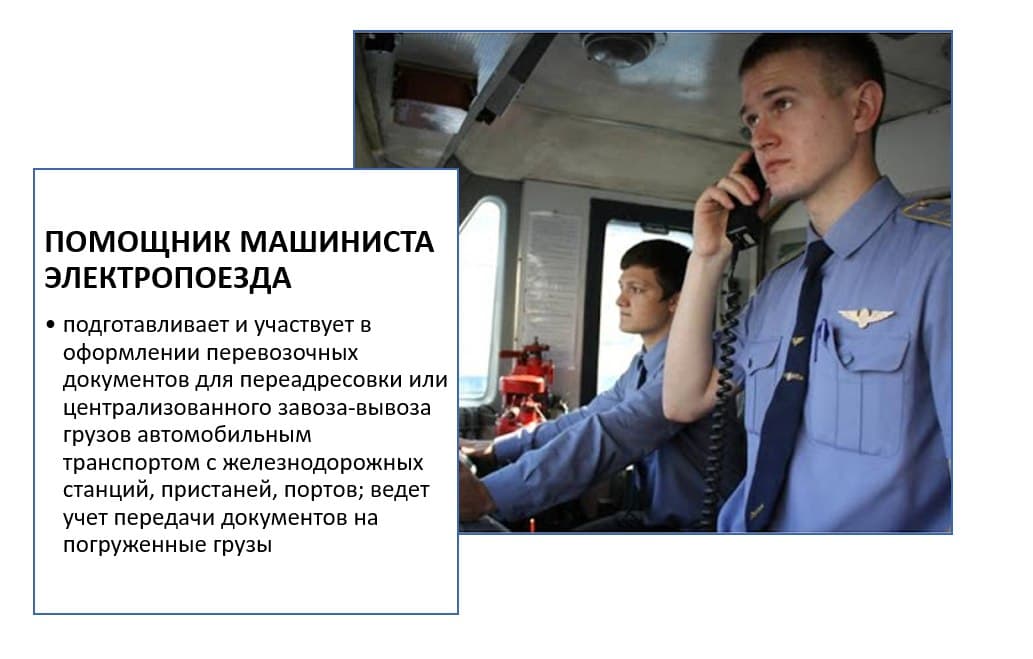 ПОМОЩНИК МАШИНИСТА
ЭЛЕКТРОПОЕЗДА
• подготавливает и участвует в
оформлении перевозочных
документов для переадресовки или
централизованного завоза-вывоза
грузов автомобильным
транспортом с железнодорожных
станций, пристаней, портов; ведет
учет передачи документов на
погруженные грузы